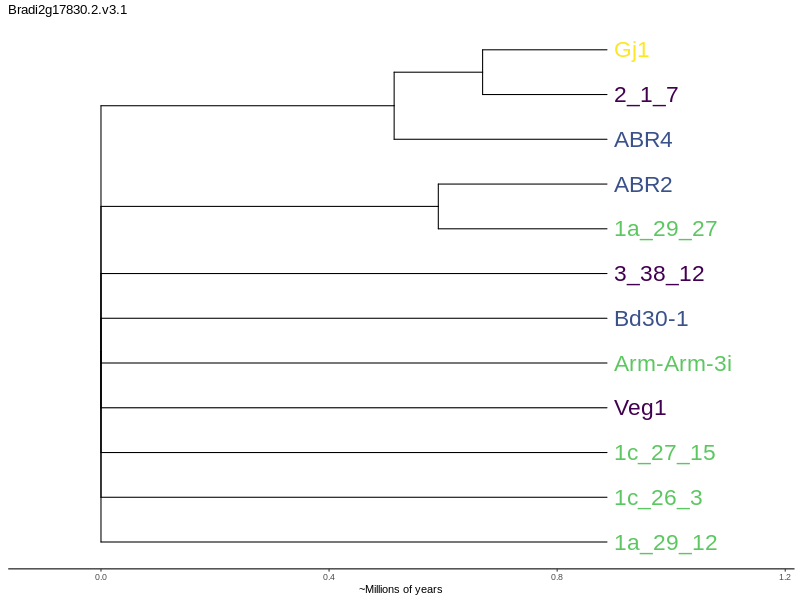 Bradi2g17830.2.v3.1
Gj1
2_1_7
ABR4
ABR2
1a_29_27
3_38_12
Bd30-1
Arm-Arm-3i
Veg1
1c_27_15
1c_26_3
1a_29_12
0.0 0.4 0.8 1.2
~Millions of years